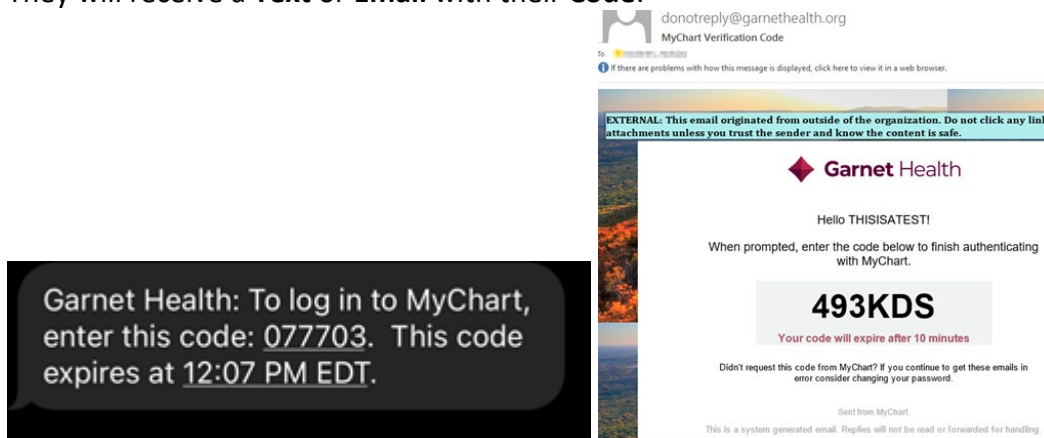 They will receive a Text or Email with their Code.
donotreply@garnethealth.org
MyChart Verification Code
To
If there are problems with how this message is displayed, click here to view it in a web browser.
EXTERNAL: This email originated from outside of the organization. Do not click any
attachments unless you trust the sender and know the content is safe.
Garnet Health
Hello THISISATEST!
When prompted, enter the code below to finish authenticating
with MyChart.
493KDS
Your code will expire after 10 minutes
Didn't request this code from MyChart? If you continue to get these emails in
error consider changing your password.
Sent from MyChart.
This is a system generated email. Replies will not be read or forwarded for handling.
Garnet Health: To log in to MyChart,
enter this code: 077703. This code
expires at 12:07 PM EDT.